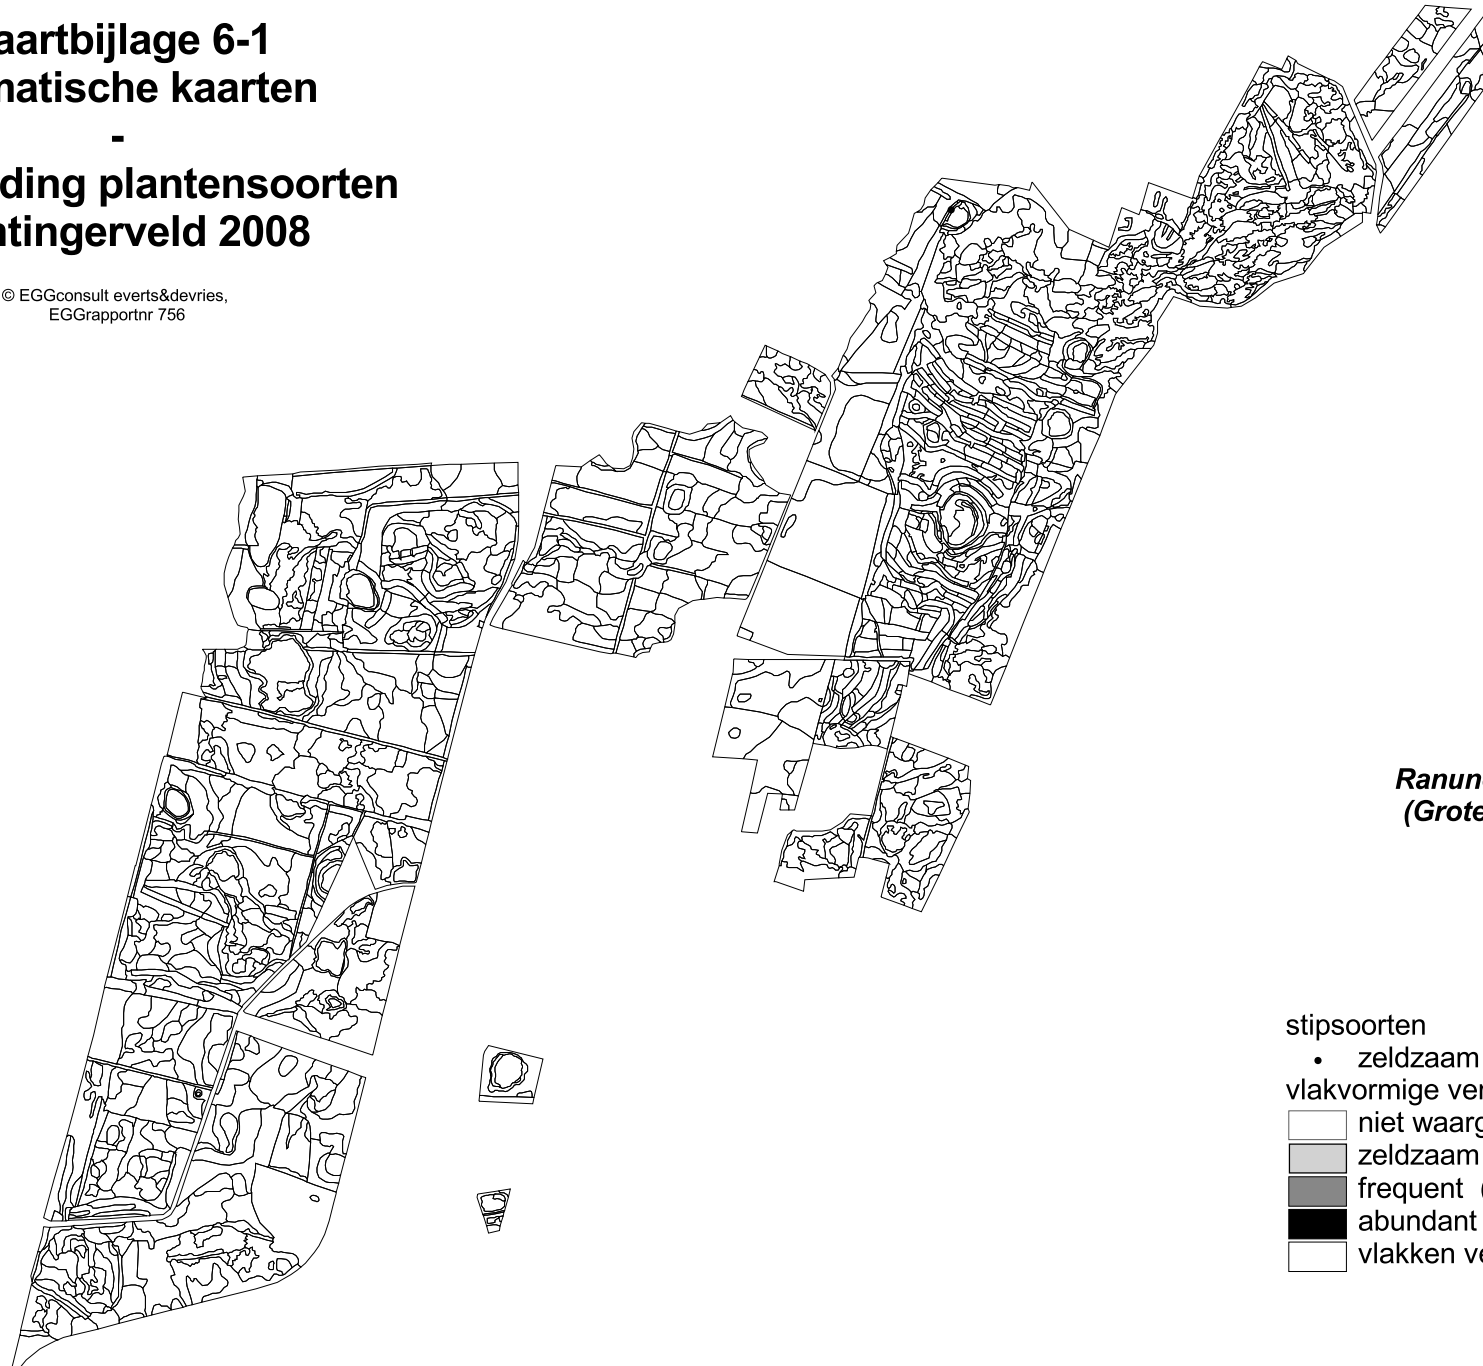 aartbijlage 6-1
matische kaarten
-
ding plantensoorten
tingerveld 2008
© EGGconsult everts&devries,
EGGrapportnr 756
Ranun
(Grote
stipsoorten
• zeldzaam
vlakvormige ver
niet waarg
zeldzaam
frequent (
abundant
vlakken ve